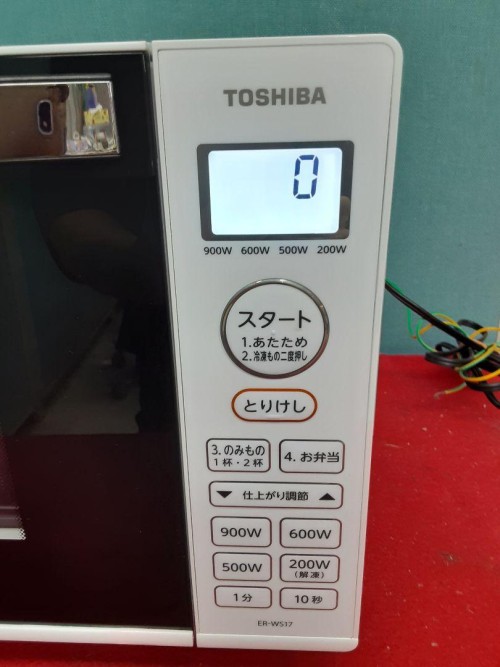 TOSHIBA
0
900W 600W 500W 200W
スタート
1.あたため
2.冷凍もの二度押し
とりけし
3.のみもの
1杯・2杯
4.お弁当
▼ 仕上がり調節 ▲
900W 600W
500W 200W
(解凍)
1分 10秒
ER-WS17